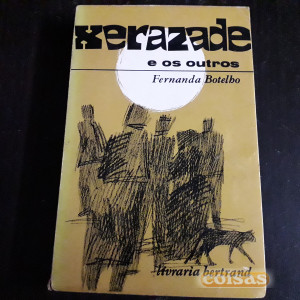 xerazade
e os outros
Fernanda Botelho
livraria bertrand
coisas